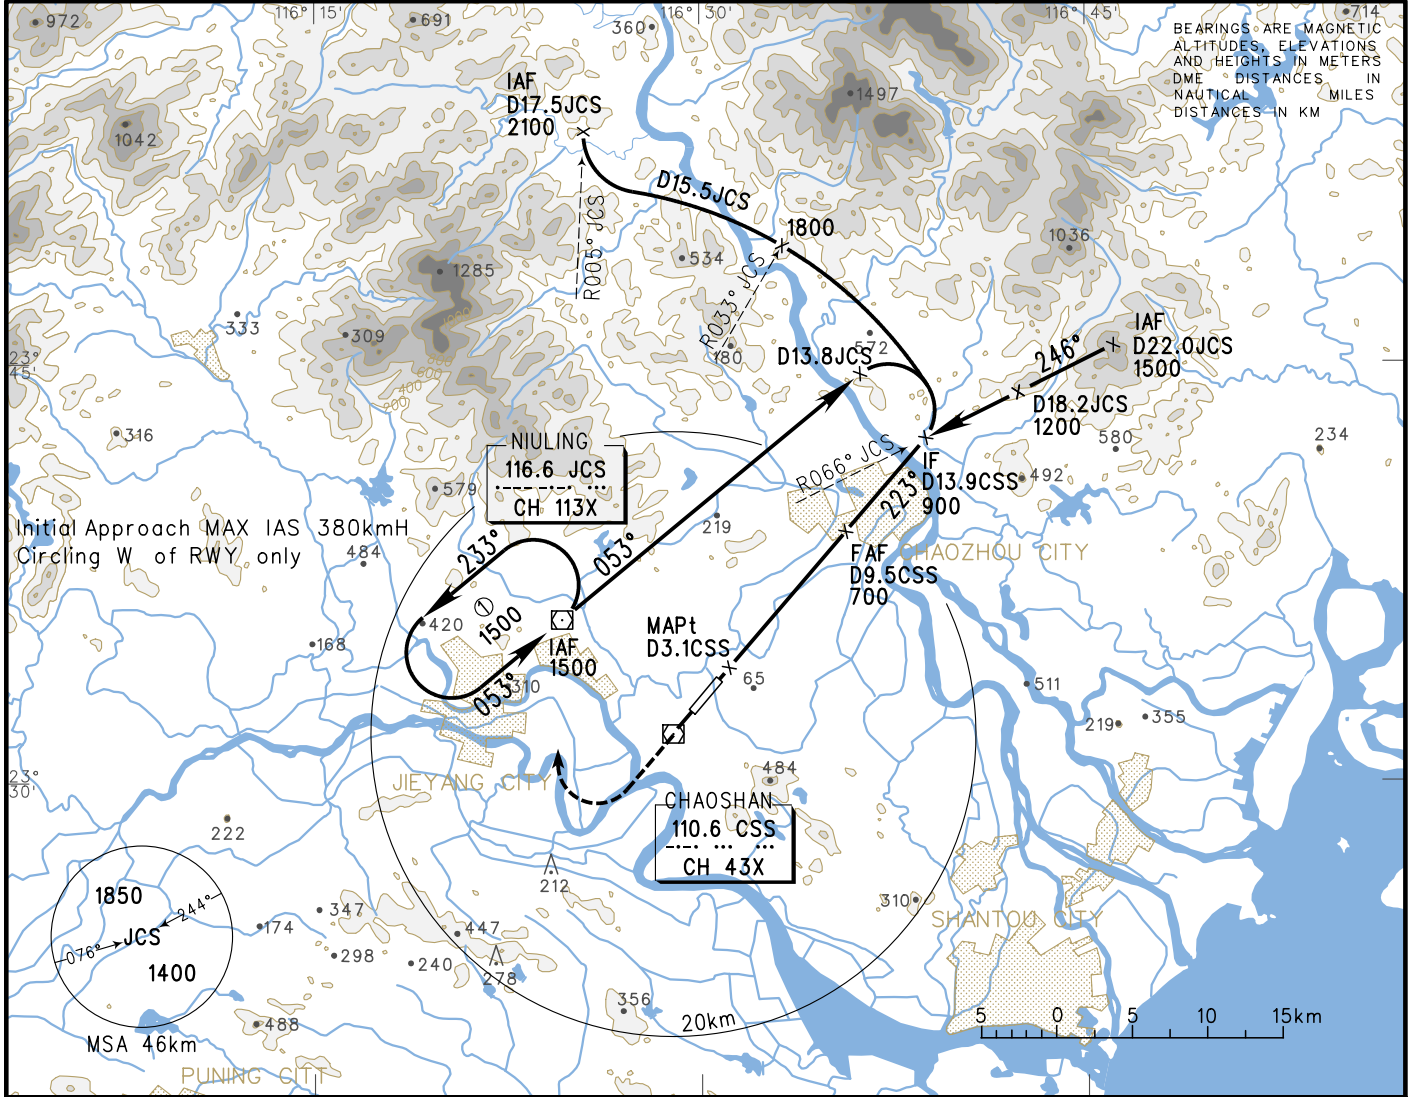 116° 15'
116° 30'
116° 45'
972
691
360
714
BEARINGS ARE MAGNETIC
ALTITUDES, ELEVATIONS
AND HEIGHTS IN METERS
DME DISTANCES IN
NAUTICAL MILES
DISTANCES IN KM
IAF
D17.5JCS
2100
1042
1497
D15.5JCS
R005° JCS
1800
1036
534
R033° JCS
1285
1000
333
309
180
572
IAF
D22.0JCS
1500
246°
D13.8JCS
23°
45'
600
400
200
D18.2JCS
1200
316
580
234
NIULING
116.6 JCS
CH 113X
R066° JCS
IF
D13.9CSS
900
492
579
223°
219
Initial Approach MAX IAS 380kmH
Circling W of RWY only
484
233°
053°
FAF
D9.5CSS
700
CHAOZHOU CITY
1
1500
420
168
IAF
1500
MAPt
D3.1CSS
310
053°
65
511
219
355
23°
30'
JIEYANG CITY
484
CHAOSHAN
110.6 CSS
CH 43X
222
212
1850
244°
JCS
076°
1400
347
174
298
447
240
278
310
SHANTOU CITY
356
488
20km
5 0 5 10 15km
MSA 46km
PUNING CITY